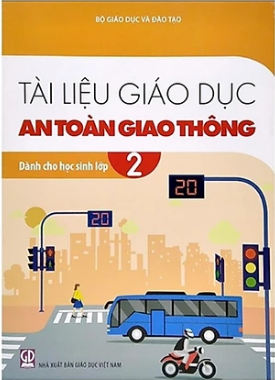 BỘ GIÁO DỤC VÀ ĐÀO TẠO
TÀI LIỆU GIÁO DỤC
AN TOÀN GIAO THÔNG
Dành cho học sinh lớp 2
20
20
NHÀ XUẤT BẢN GIÁO DỤC VIỆT NAM